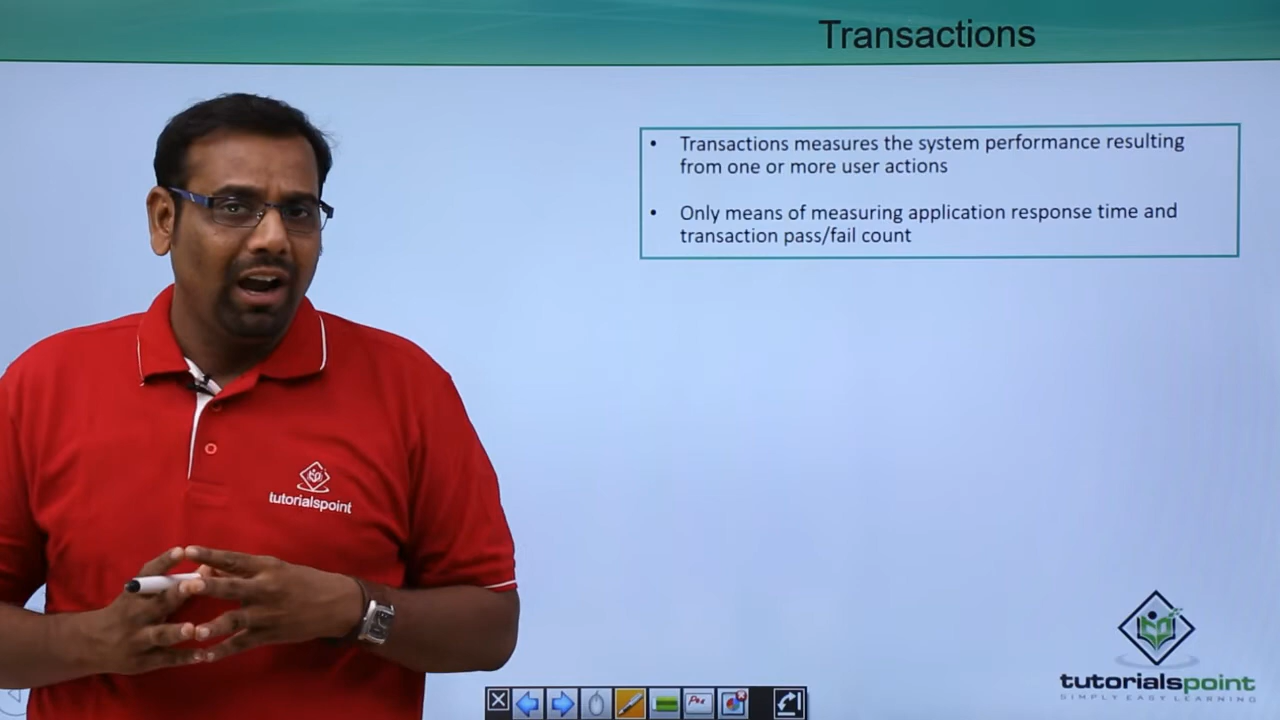 Transactions
• Transactions measures the system performance resulting
from one or more user actions
• Only means of measuring application response time and
transaction pass/fail count
tutorialspoint
tutorialspoint
SIMPLY EASY LEARNING